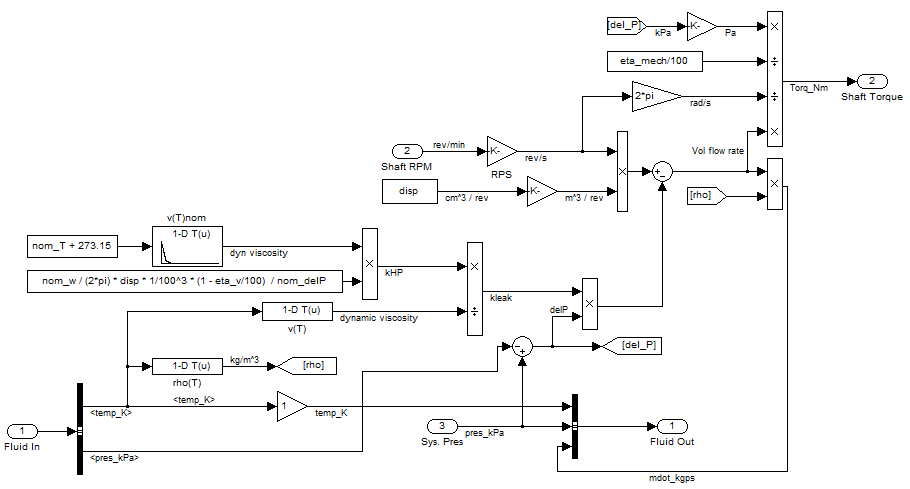 [del_P]
kPa
K-
Pa
×
eta_mech/100
÷
2*pi
rad/s
÷
Torq_Nm
2
Shaft Torque
×
rev/min
2
Shaft RPM
K-
RPS
rev/s
Vol flow rate
×
+
-
×
disp
cm^3 / rev
K-
m^3 / rev
[rho]
v(T)nom
nom_T + 273.15
1-D T(u)
dyn viscosity
×
kHP
×
nom_w / (2*pi) * disp * 1/100^3 * (1 - eta_v/100) / nom_delP
kleak
×
1-D T(u)
v(T)
dynamic viscosity
÷
delP
-
+
[del_P]
1-D T(u)
rho(T)
kg/m^3
[rho]
<temp_K>
<temp_K>
1
temp_K
1
Fluid In
3
Sys. Pres
pres_kPa
1
Fluid Out
<pres_kPa>
mdot_kgps